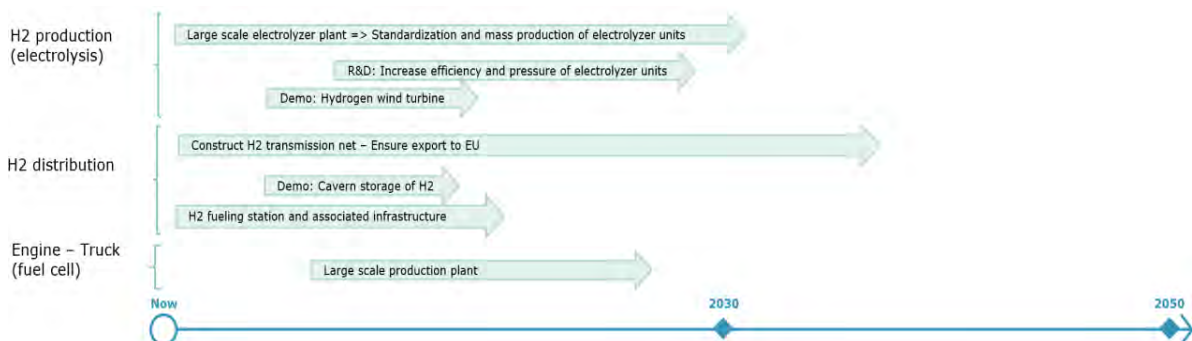 H2 production
(electrolysis)
Large scale electrolyzer plant => Standardization and mass production of electrolyzer units
R&D: Increase efficiency and pressure of electrolyzer units
Demo: Hydrogen wind turbine
H2 distribution
Construct H2 transmission net – Ensure export to EU
Demo: Cavern storage of H2
H2 fueling station and associated infrastructure
Engine – Truck
(fuel cell)
Large scale production plant
Now 2030 2050